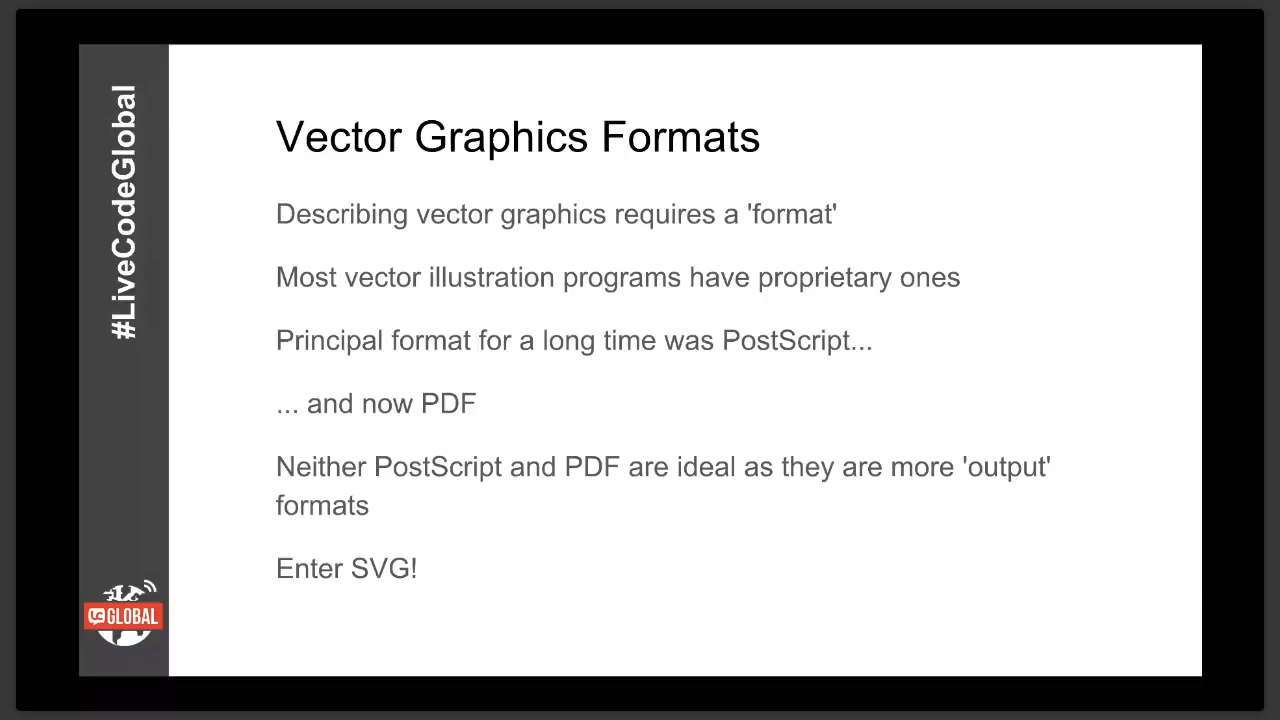 #LiveCodeGlobal
Vector Graphics Formats
Describing vector graphics requires a 'format'
Most vector illustration programs have proprietary ones
Principal format for a long time was PostScript...
... and now PDF
Neither PostScript and PDF are ideal as they are more 'output'
formats
Enter SVG!
LC GLOBAL